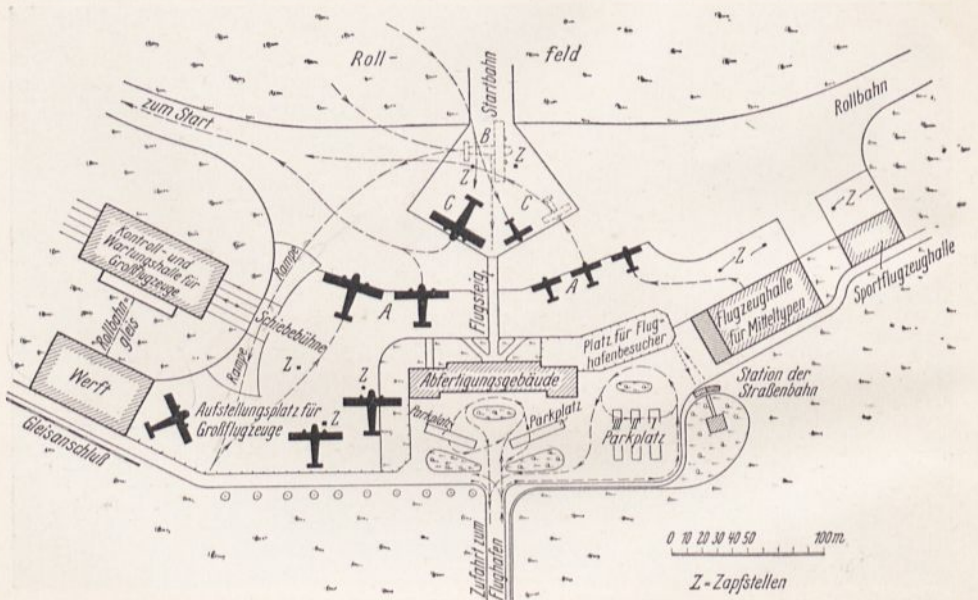 Roll-
feld
Startbahn
Rollbahn
zum Start
B
Z
Z
Z
C
C
Kontroll- und
Wartungshalle für
Großflugzeuge
Rampe
Flugsteig
A
A
Z
Flugzeughalle
für Mitteltypen
Sportflugzeughalle
Rollbahn-
gleis
Schiebebühne
Z
Rampe
Platz für Flug-
hafenbesucher
Werft
Z
Abfertigungsgebäude
Station der
Straßenbahn
Aufstellungsplatz für
Großflugzeuge
Z
Parkplatz
Parkplatz
Parkplatz
Gleisanschluß
Zufahrt zum
Flughafen
0 10 20 30 40 50 100 m
Z = Zapfstellen